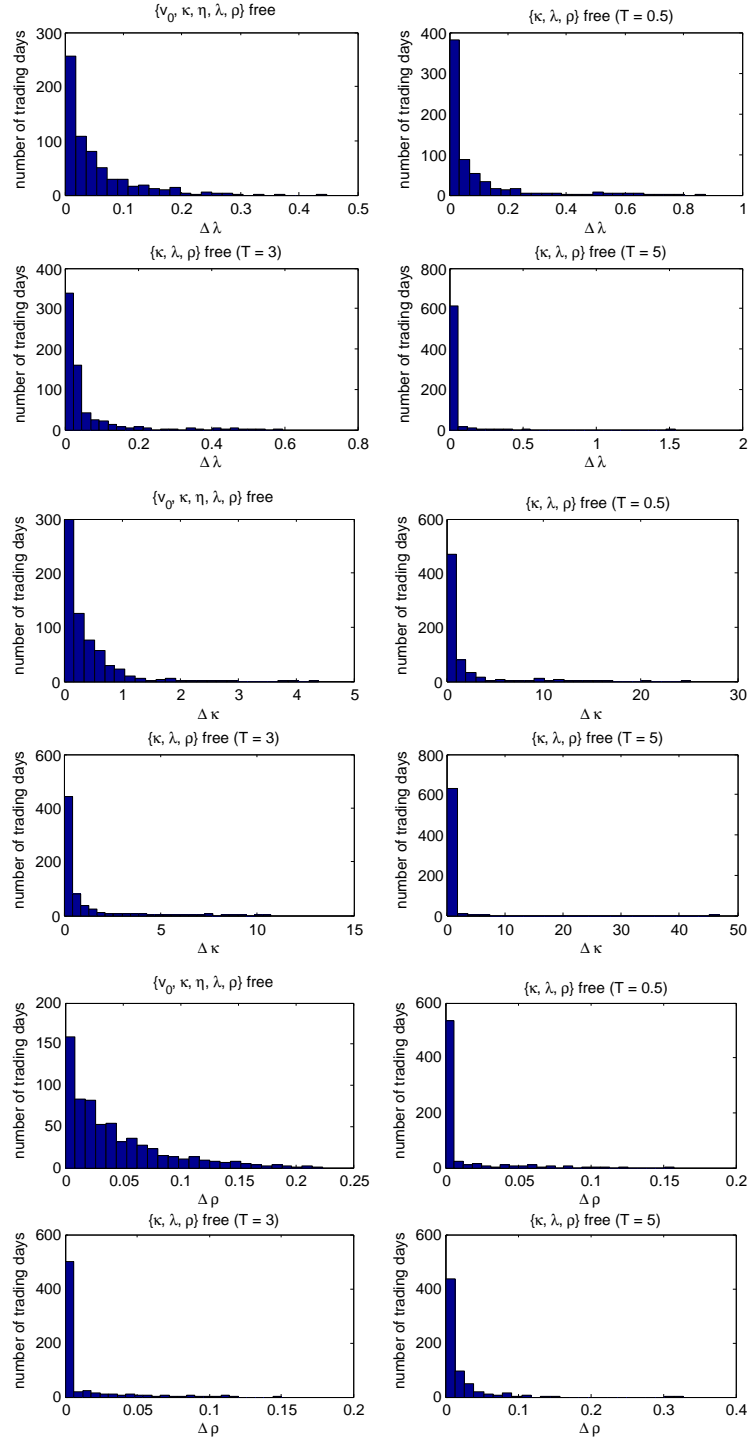 {v0, κ, η, λ, ρ} free
number of trading days
300
200
100
0
0 0.1 0.2 0.3 0.4 0.5
Δ λ
{κ, λ, ρ} free (T = 0.5)
number of trading days
400
300
200
100
0
0 0.2 0.4 0.6 0.8 1
Δ λ
{κ, λ, ρ} free (T = 3)
number of trading days
400
300
200
100
0
0 0.2 0.4 0.6 0.8
Δ λ
{κ, λ, ρ} free (T = 5)
number of trading days
800
600
400
200
0
0 0.5 1 1.5 2
Δ λ
{v0, κ, η, λ, ρ} free
number of trading days
300
200
100
0
0 1 2 3 4 5
Δ κ
{κ, λ, ρ} free (T = 0.5)
number of trading days
600
400
200
0
0 10 20 30
Δ κ
{κ, λ, ρ} free (T = 3)
number of trading days
600
400
200
0
0 5 10 15
Δ κ
{κ, λ, ρ} free (T = 5)
number of trading days
800
600
400
200
0
0 10 20 30 40 50
Δ κ
{v0, κ, η, λ, ρ} free
number of trading days
200
150
100
50
0
0 0.05 0.1 0.15 0.2 0.25
Δ ρ
{κ, λ, ρ} free (T = 0.5)
number of trading days
600
400
200
0
0 0.05 0.1 0.15 0.2
Δ ρ
{κ, λ, ρ} free (T = 3)
number of trading days
600
400
200
0
0 0.05 0.1 0.15 0.2
Δ ρ
{κ, λ, ρ} free (T = 5)
number of trading days
600
400
200
0
0 0.1 0.2 0.3 0.4
Δ ρ